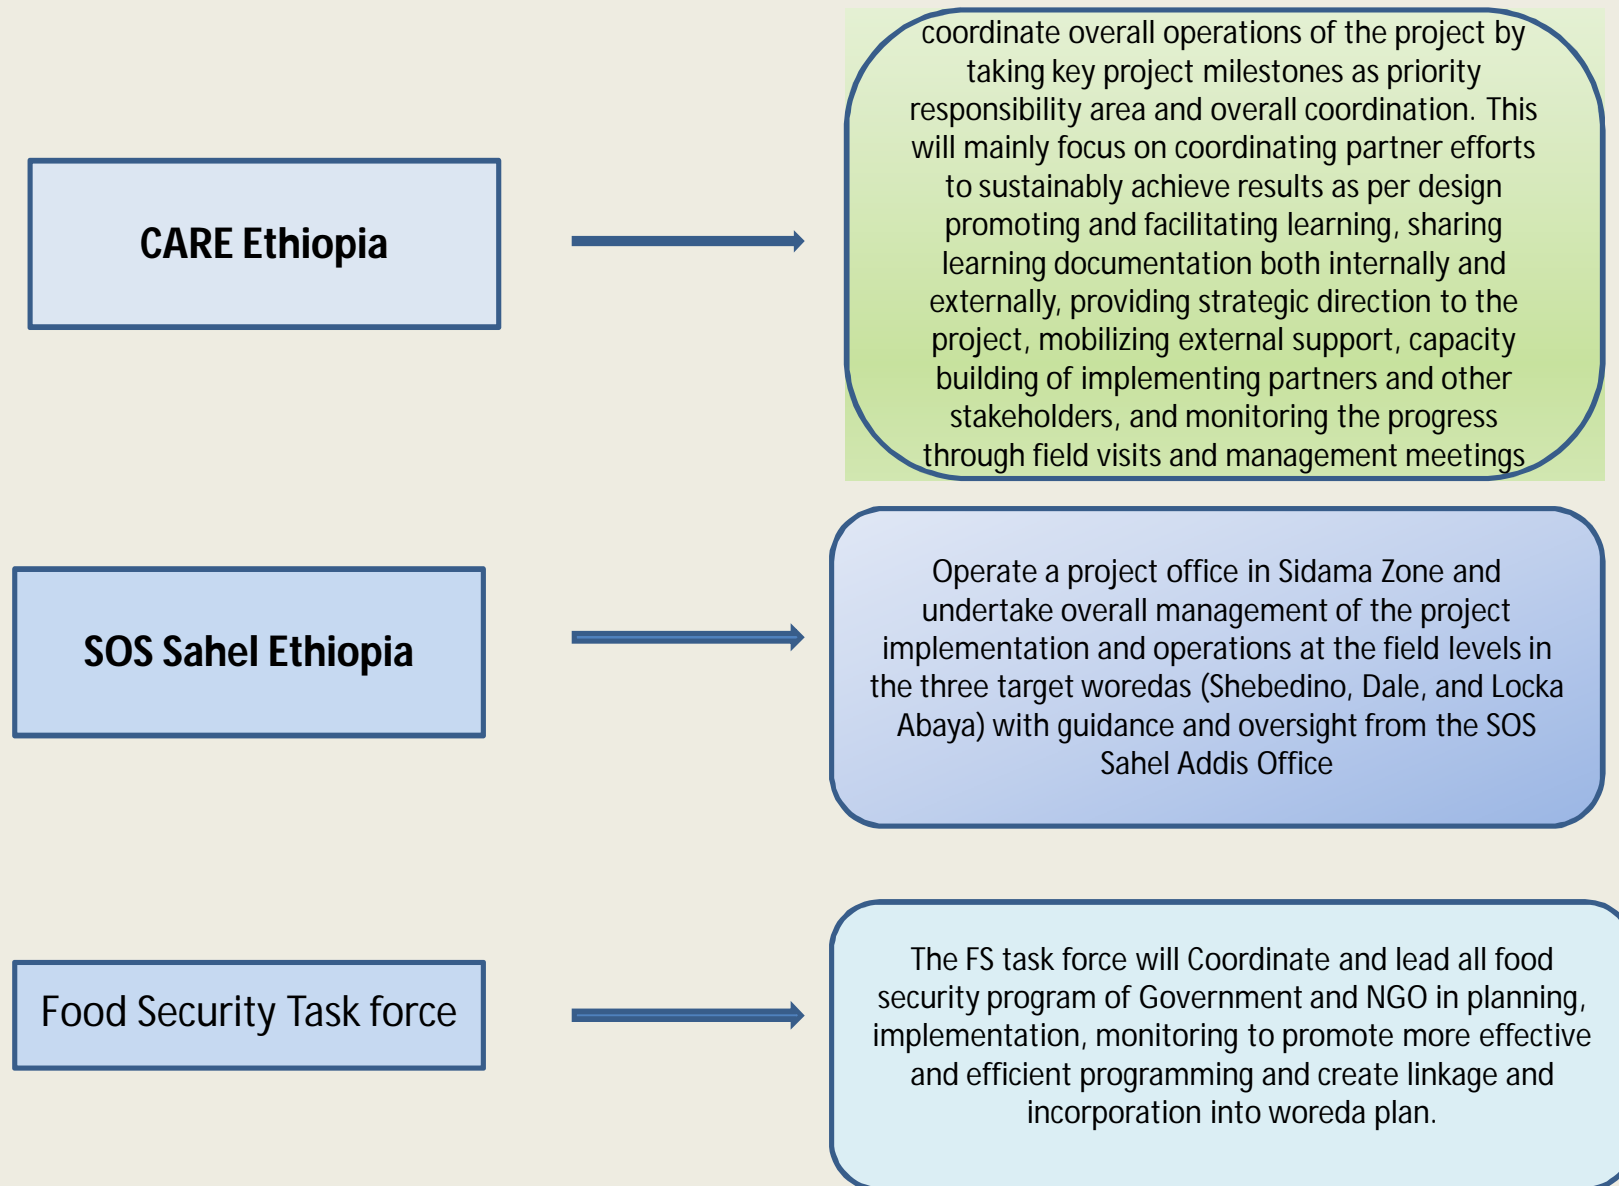 CARE Ethiopia
coordinate overall operations of the project by
taking key project milestones as priority
responsibility area and overall coordination. This
will mainly focus on coordinating partner efforts
to sustainably achieve results as per design
promoting and facilitating learning, sharing
learning documentation both internally and
externally, providing strategic direction to the
project, mobilizing external support, capacity
building of implementing partners and other
stakeholders, and monitoring the progress
through field visits and management meetings
SOS Sahel Ethiopia
Operate a project office in Sidama Zone and
undertake overall management of the project
implementation and operations at the field levels in
the three target woredas (Shebedino, Dale, and Locka
Abaya) with guidance and oversight from the SOS
Sahel Addis Office
Food Security Task force
The FS task force will Coordinate and lead all food
security program of Government and NGO in planning,
implementation, monitoring to promote more effective
and efficient programming and create linkage and
incorporation into woreda plan.